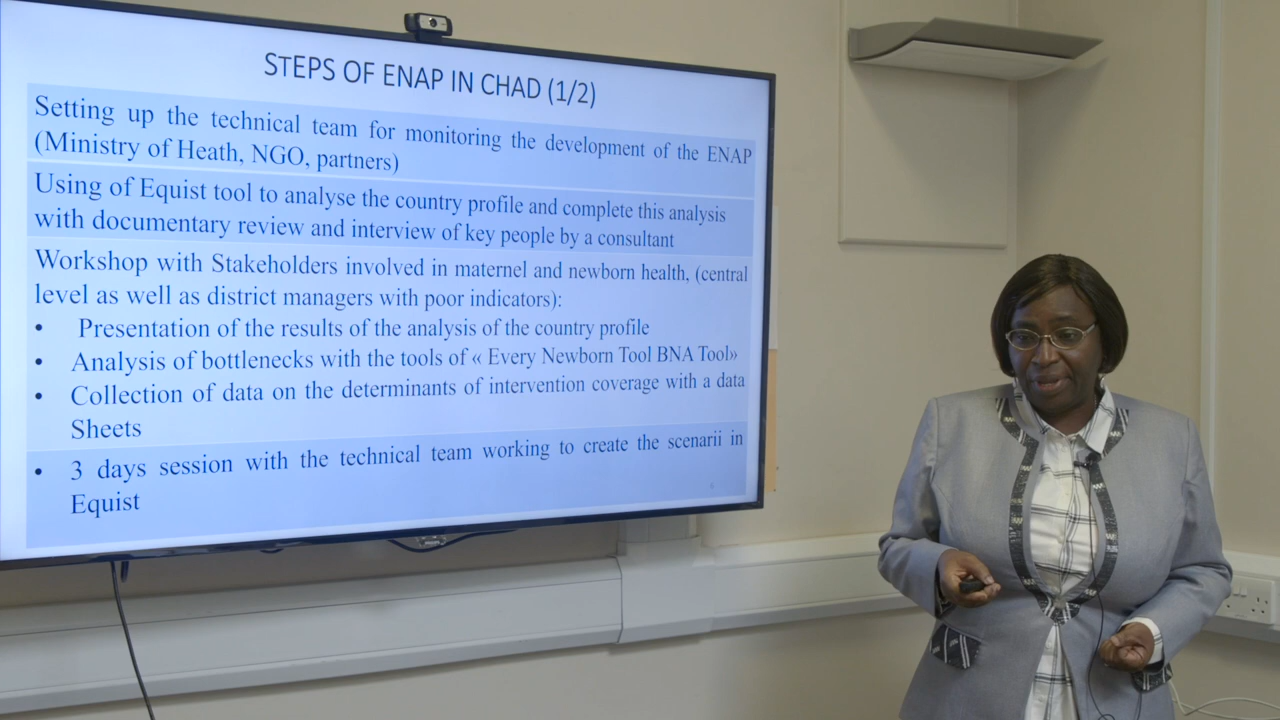 STEPS OF ENAP IN CHAD (1/2)
Setting up the technical team for monitoring the development of the ENAP
(Ministry of Heath, NGO, partners)
Using of Equist tool to analyse the country profile and complete this analysis
with documentary review and interview of key people by a consultant
Workshop with Stakeholders involved in maternel and newborn health, (central
level as well as district managers with poor indicators):
• Presentation of the results of the analysis of the country profile
• Analysis of bottlenecks with the tools of « Every Newborn Tool BNA Tool»
• Collection of data on the determinants of intervention coverage with a data
Sheets
• 3 days session with the technical team working to create the scenarii in
Equist